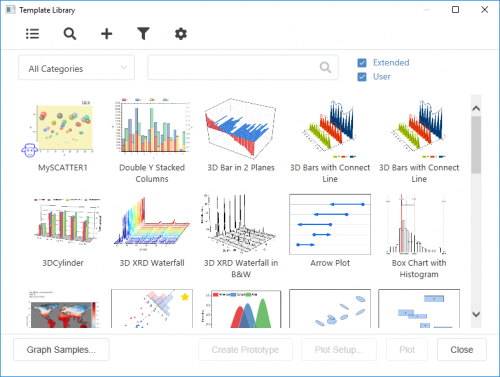 Template Library
All Categories
Extended
User
MySCATTER1
Double Y Stacked
Columns
3D Bar in 2 Planes
3D Bars with Connect
Line
3D Bars with Connect
Line
3DCylinder
3D XRD Waterfall
3D XRD Waterfall in
B&W
Arrow Plot
Box Chart with
Histogram
Graph Samples...
Create Prototype
Plot Setup...
Plot
Close